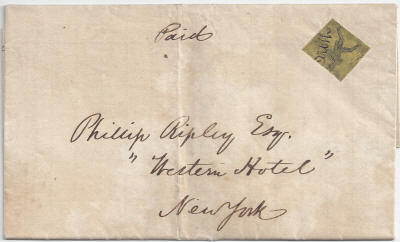 Paid
Phillip Ripley Esq.
"Western Hotel"
New York